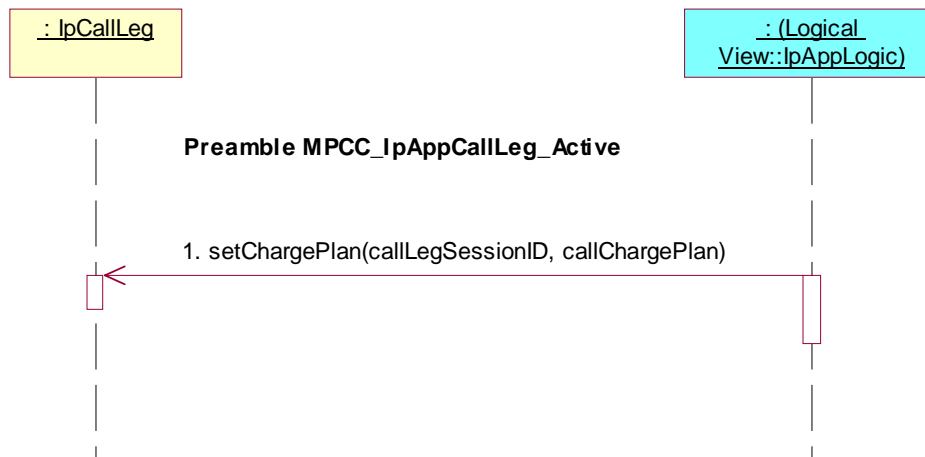 : IpCallLeg
: (Logical
View::IpAppLogic)
Preamble MPCC_IpAppCallLeg_Active
1. setChargePlan(callLegSessionID, callChargePlan)